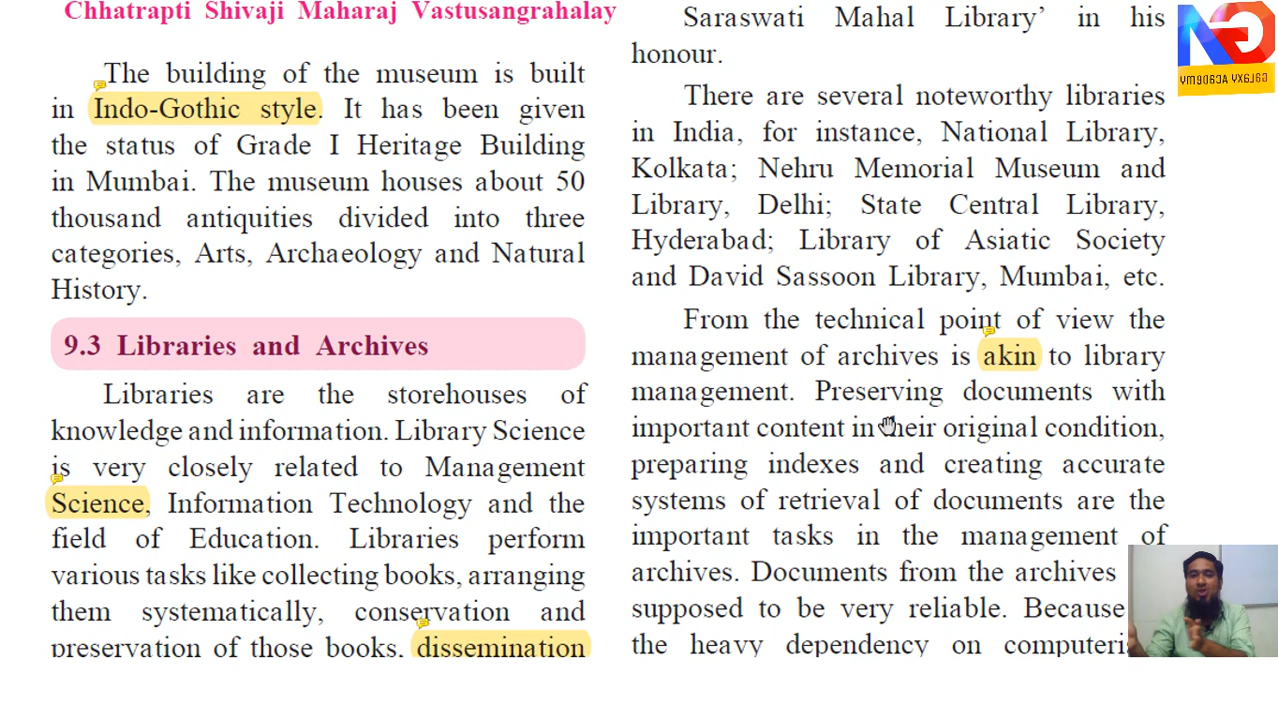 Chhatrapti Shivaji Maharaj Vastusangrahalay
The building of the museum is built
in Indo-Gothic style. It has been given
the status of Grade I Heritage Building
in Mumbai. The museum houses about 50
thousand antiquities divided into three
categories, Arts, Archaeology and Natural
History.
9.3 Libraries and Archives
Libraries are the storehouses of
knowledge and information. Library Science
is very closely related to Management
Science, Information Technology and the
field of Education. Libraries perform
various tasks like collecting books, arranging
them systematically, conservation and
preservation of those books, dissemination
Saraswati Mahal Library’ in his
honour.
There are several noteworthy libraries
in India, for instance, National Library,
Kolkata; Nehru Memorial Museum and
Library, Delhi; State Central Library,
Hyderabad; Library of Asiatic Society
and David Sassoon Library, Mumbai, etc.
From the technical point of view the
management of archives is akin to library
management. Preserving documents with
important content in their original condition,
preparing indexes and creating accurate
systems of retrieval of documents are the
important tasks in the management of
archives. Documents from the archives
supposed to be very reliable. Because
the heavy dependency on
GALAXY ACADEMY